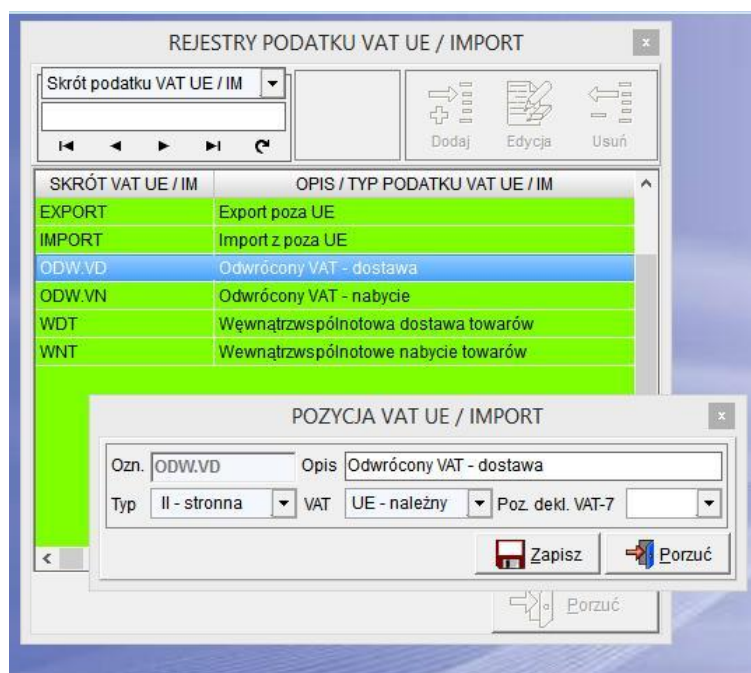 REJESTRY PODATKU VAT UE / IMPORT
x
Skrót podatku VAT UE / IM
Dodaj Edycja Usuń
SKRÓT VAT UE / IM OPIS / TYP PODATKU VAT UE / IM
EXPORT Export poza UE
IMPORT Import z poza UE
ODW.VD Odwrócony VAT - dostawa
ODW.VN Odwrócony VAT - nabycie
WDT Węwnątrzwspólnotowa dostawa towarów
WNT Wewnątrzwspólnotowe nabycie towarów
POZYCJA VAT UE / IMPORT
x
Ozn. ODW.VD Opis Odwrócony VAT - dostawa
Typ II - stronna VAT UE - należny Poz. dekl. VAT-7
Zapisz Porzuć
Porzuć